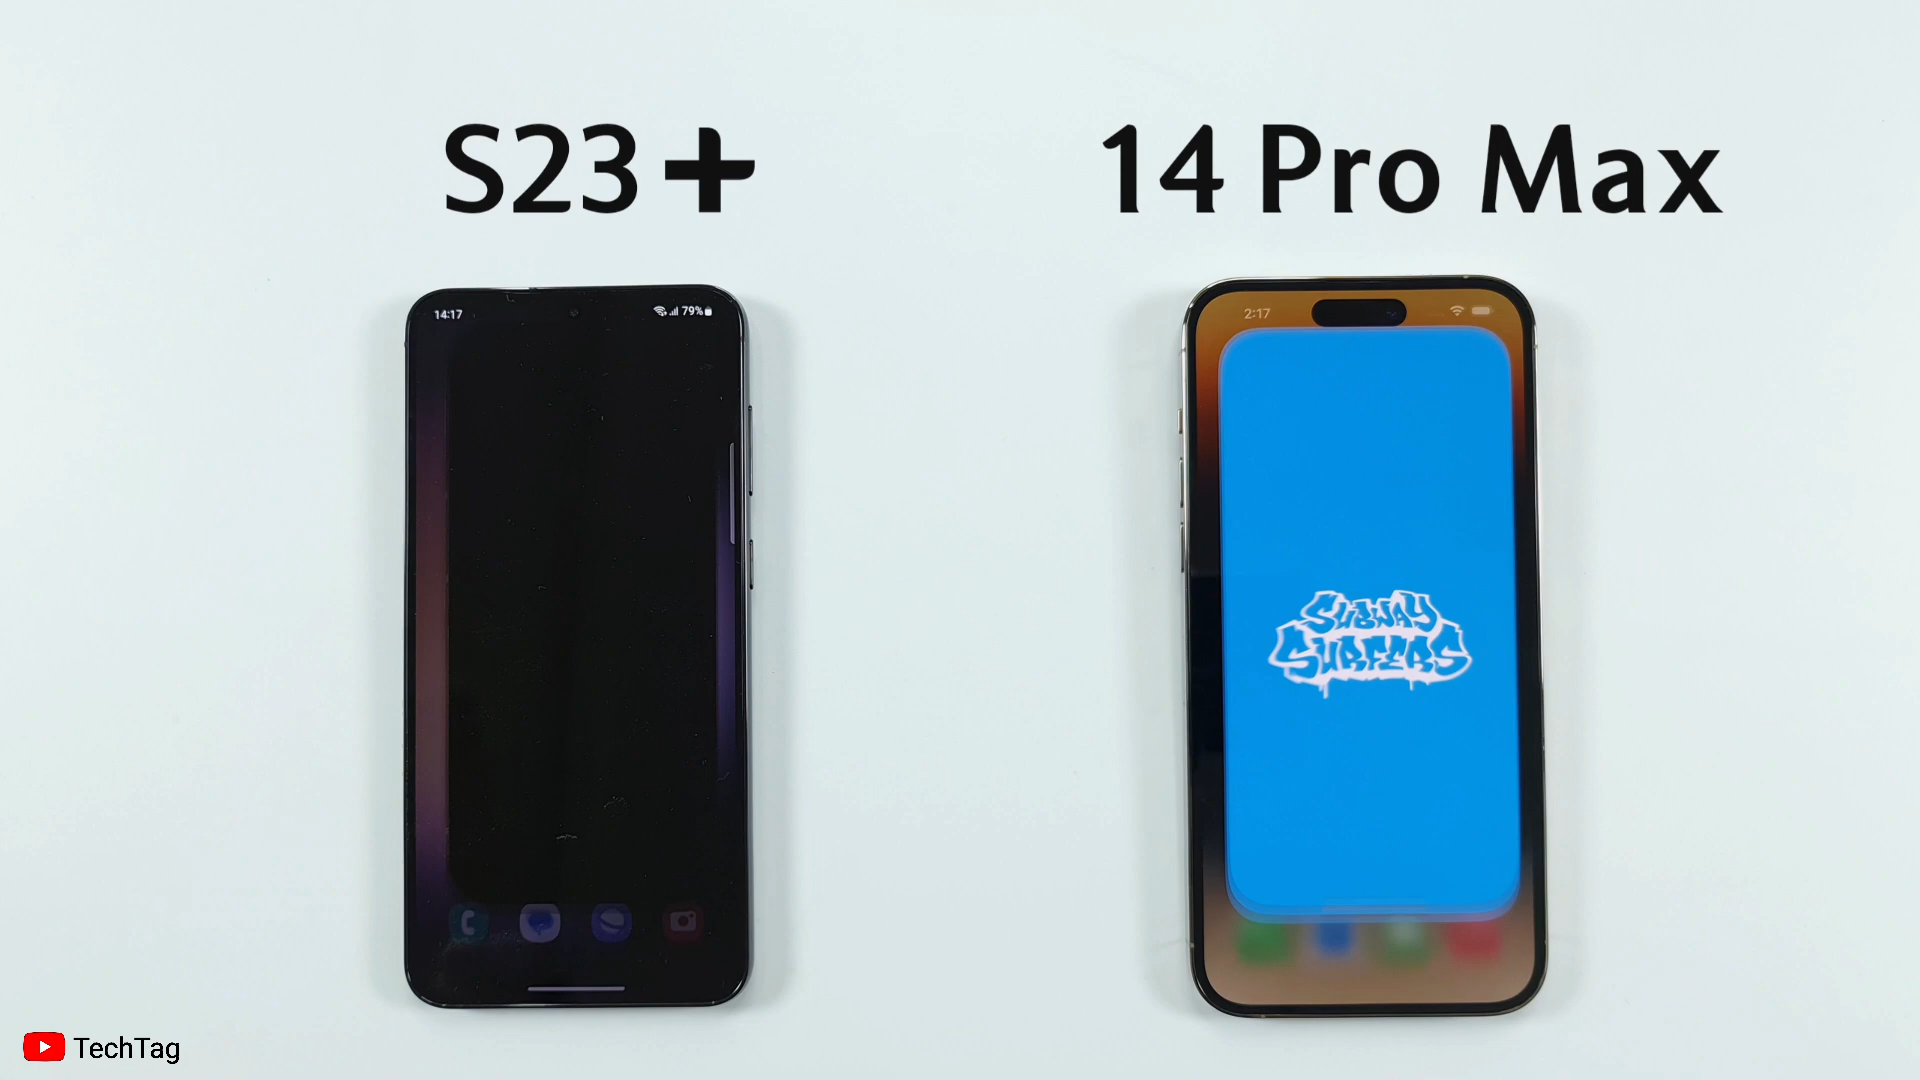 S23+
14 Pro Max
14:17
79%
2:17
SUBWAY
SURFERS
TechTag